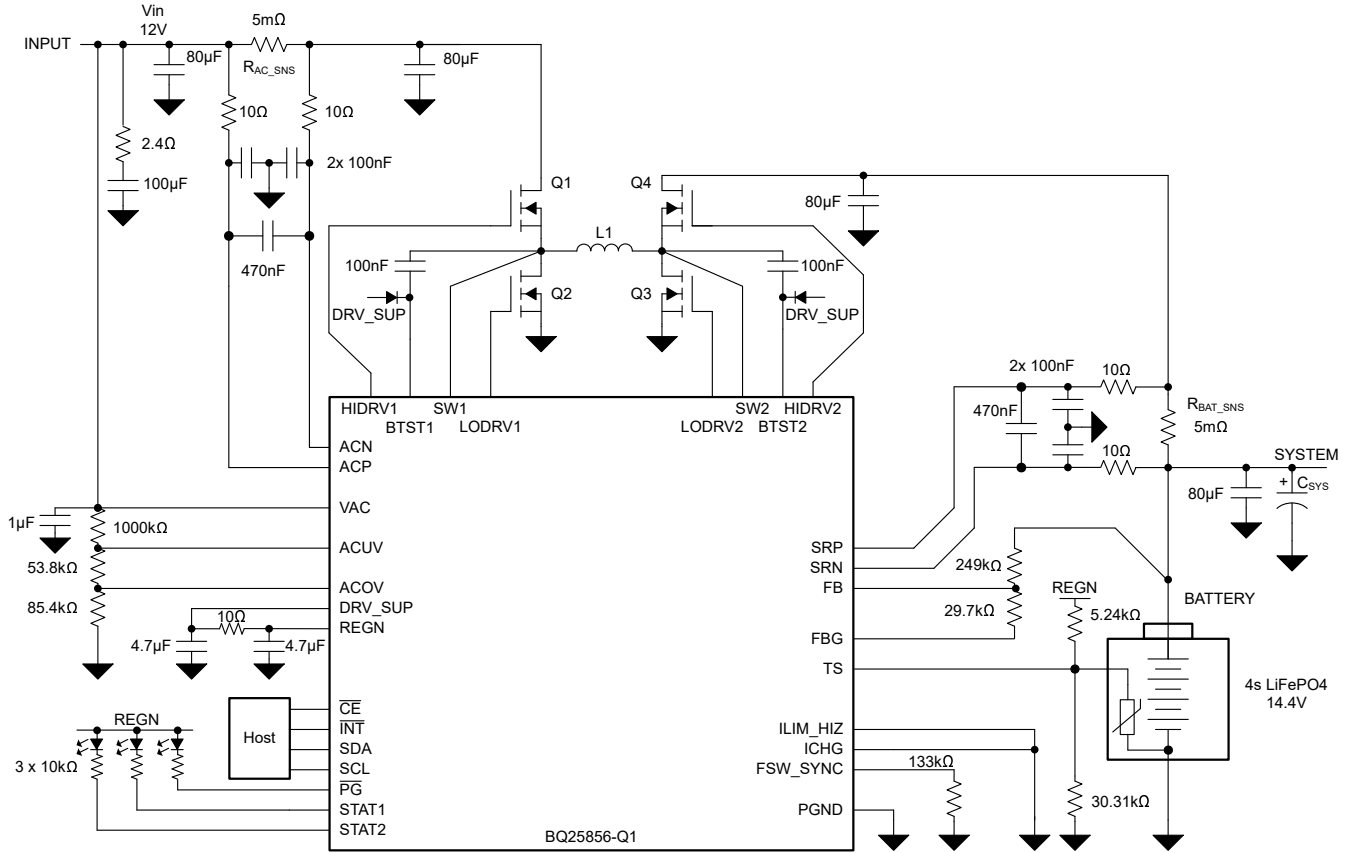 Vin
12V
5mΩ
INPUT
80µF
R_AC_SNS
80µF
10Ω
10Ω
2.4Ω
2x 100nF
100µF
Q1
Q4
80µF
L1
470nF
100nF
100nF
Q2
Q3
DRV_SUP
DRV_SUP
2x 100nF
10Ω
HIDRV1
SW1
SW2
HIDRV2
BTST1
LODRV1
LODRV2
BTST2
470nF
R_BAT_SNS
5mΩ
ACN
ACP
10Ω
SYSTEM
+
C_SYS
80µF
VAC
1µF
1000kΩ
ACUV
SRP
53.8kΩ
SRN
249kΩ
ACOV
FB
REGN
DRV_SUP
BATTERY
85.4kΩ
10Ω
29.7kΩ
5.24kΩ
REGN
FBG
4.7µF
4.7µF
TS
4s LiFePO4
14.4V
CE
REGN
INT
ILIM_HIZ
Host
SDA
ICHG
3 x 10kΩ
SCL
FSW_SYNC
133kΩ
PG
30.31kΩ
STAT1
PGND
STAT2
BQ25856-Q1